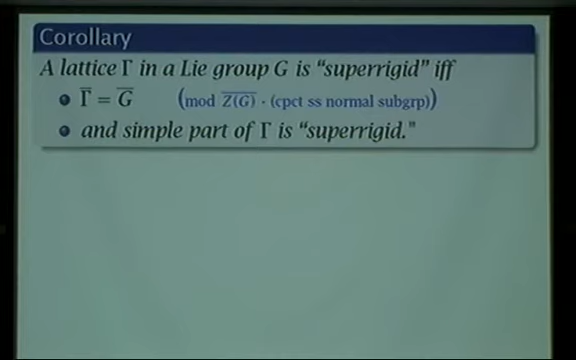 Corollary
A lattice Γ in a Lie group G is “superrigid” iff
• Γ̅ = G̅ (mod Z(G)̅ · (cpct ss normal subgrp))
• and simple part of Γ is “superrigid.”